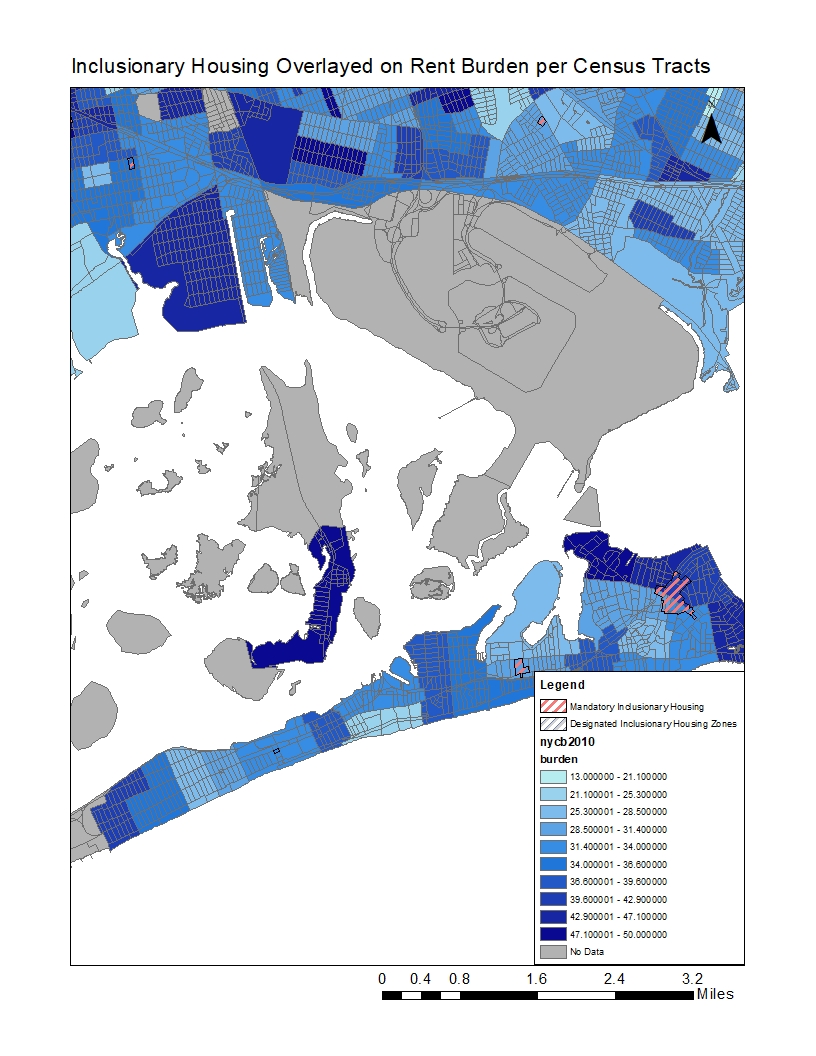 Inclusionary Housing Overlayed on Rent Burden per Census Tracts
Legend
Mandatory Inclusionary Housing
Designated Inclusionary Housing Zones
nycb2010
burden
13.000000 - 21.100000
21.100001 - 25.300000
25.300001 - 28.500000
28.500001 - 31.400000
31.400001 - 34.000000
34.000001 - 36.600000
36.600001 - 39.600000
39.600001 - 42.900000
42.900001 - 47.100000
47.100001 - 50.000000
No Data
0 0.4 0.8 1.6 2.4 3.2
Miles